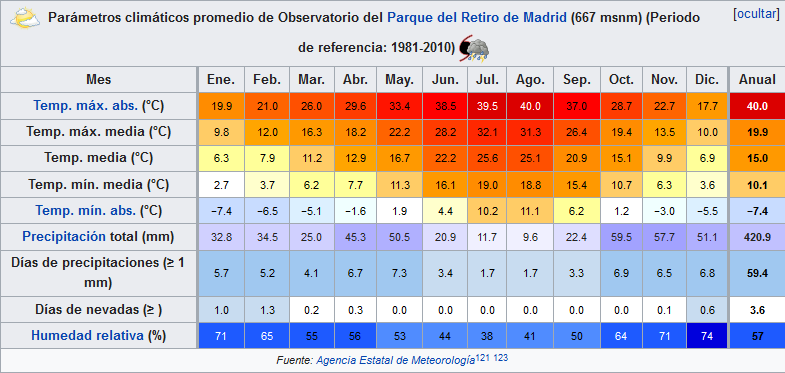 Parámetros climáticos promedio de Observatorio del Parque del Retiro de Madrid (667 msnm) (Periodo [ocultar]
de referencia: 1981-2010)
Mes Ene. Feb. Mar. Abr. May. Jun. Jul. Ago. Sep. Oct. Nov. Dic. Anual
Temp. máx. abs. (°C) 19.9 21.0 26.0 29.6 33.4 38.5 39.5 40.0 37.0 28.7 22.7 17.7 40.0
Temp. máx. media (°C) 9.8 12.0 16.3 18.2 22.2 28.2 32.1 31.3 26.4 19.4 13.5 10.0 19.9
Temp. media (°C) 6.3 7.9 11.2 12.9 16.7 22.2 25.6 25.1 20.9 15.1 9.9 6.9 15.0
Temp. mín. media (°C) 2.7 3.7 6.2 7.7 11.3 16.1 19.0 18.8 15.4 10.7 6.3 3.6 10.1
Temp. mín. abs. (°C) −7.4 −6.5 −5.1 −1.6 1.9 4.4 10.2 11.1 6.2 1.2 −3.0 −5.5 −7.4
Precipitación total (mm) 32.8 34.5 25.0 45.3 50.5 20.9 11.7 9.6 22.4 59.5 57.7 51.1 420.9
Días de precipitaciones (≥ 1
mm) 5.7 5.2 4.1 6.7 7.3 3.4 1.7 1.7 3.3 6.9 6.5 6.8 59.4
Días de nevadas (≥ ) 1.0 1.3 0.2 0.3 0.0 0.0 0.0 0.0 0.0 0.0 0.1 0.6 3.6
Humedad relativa (%) 71 65 55 56 53 44 38 41 50 64 71 74 57
Fuente: Agencia Estatal de Meteorología121 123